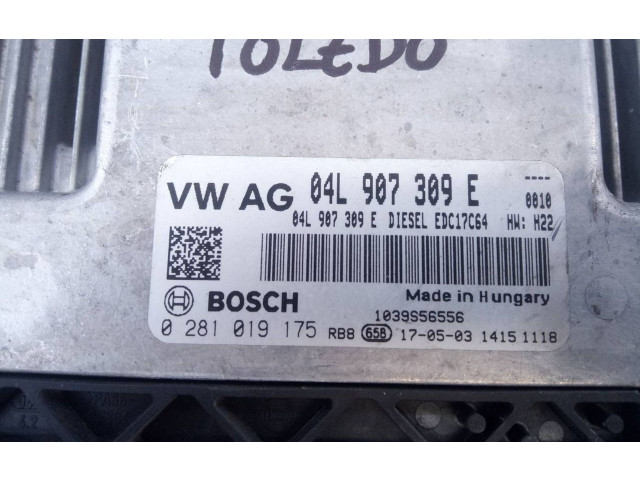 TOLEDO
VW AG 04L 907 309 E ----
0010
04L 907 309 E DIESEL EDC17C64 HW: H22
BOSCH Made in Hungary
1039S56556
0 281 019 175 RB8 658 17-05-03 1415 1118